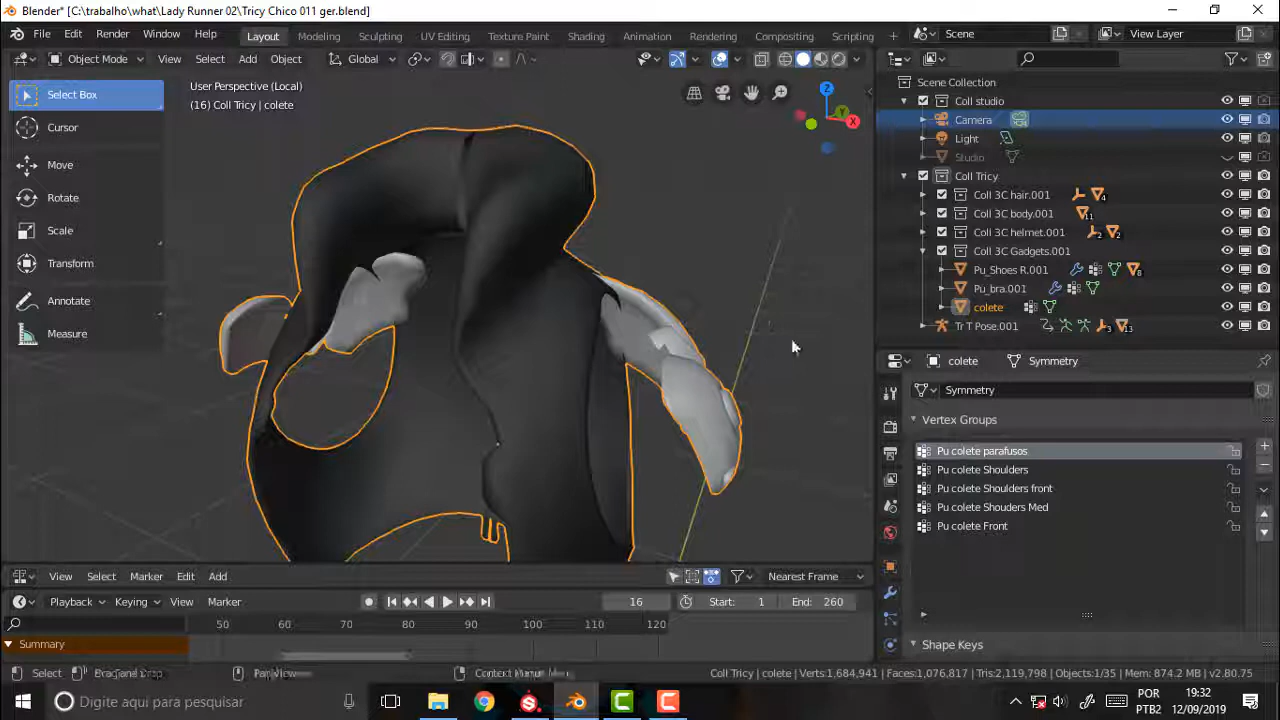 Blender* [C:\trabalho\what\Lady Runner 02\Tricy Chico 011 ger.blend]
File Edit Render Window Help Layout Modeling Sculpting UV Editing Texture Paint Shading Animation Rendering Compositing Scripting + Scene View Layer
Object Mode View Select Add Object Global
User Perspective (Local)
(16) Coll Tricy | colete
Select Box
Cursor
Move
Rotate
Scale
Transform
Annotate
Measure
Z
Y
X
Scene Collection
Coll studio
Camera
Light
Studio
Coll Tricy
Coll 3C hair.001 4
Coll 3C body.001 11
Coll 3C helmet.001 2 2
Coll 3C Gadgets.001
Pu_Shoes R.001 8
Pu_bra.001
colete
Tr T Pose.001 3 13
colete Symmetry
Symmetry
Vertex Groups
Pu colete parafusos
Pu colete Shoulders
Pu colete Shoulders front
Pu colete Shouders Med
Pu colete Front
Shape Keys
View Select Marker Edit Add Nearest Frame
Playback Keying View Marker 16 Start: 1 End: 260
50 60 70 80 90 100 110 120
Summary
Select Pan View Coll Tricy | colete | Verts:1,684,941 | Faces:1,076,817 | Tris:2,119,798 | Objects:1/35 | Mem: 874.2 MB | v2.80.75
Digite aqui para pesquisar
POR
PTB2
19:32
12/09/2019